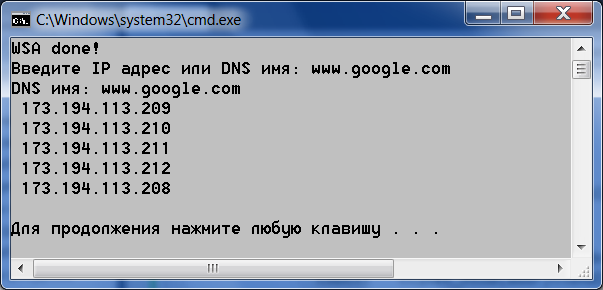 C:\Windows\system32\cmd.exe
WSA done!
Введите IP адрес или DNS имя: www.google.com
DNS имя: www.google.com
173.194.113.209
173.194.113.210
173.194.113.211
173.194.113.212
173.194.113.208
Для продолжения нажмите любую клавишу . . .